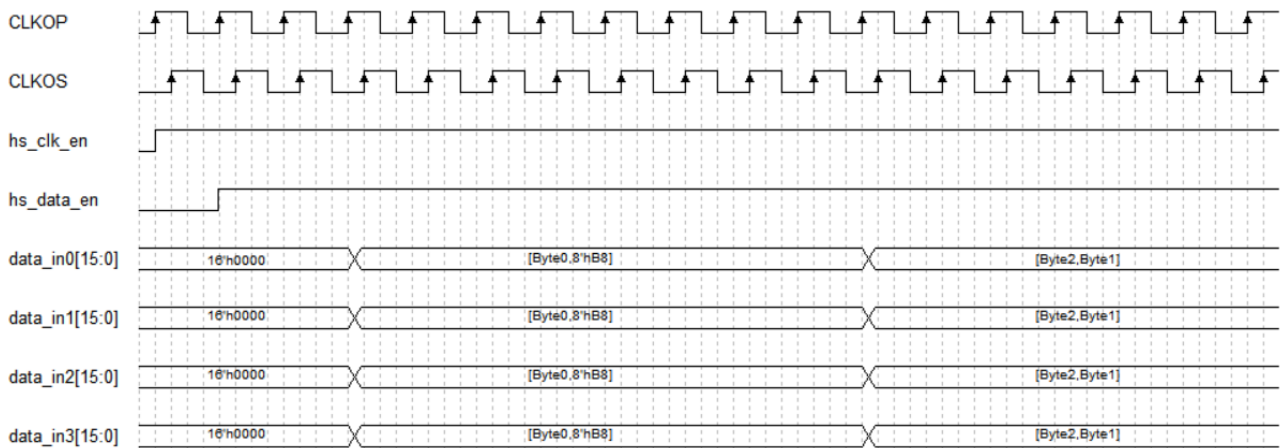 CLKOP
CLKOS
hs_clk_en
hs_data_en
data_in0[15:0] 16'h0000 [Byte0,8'hB8] [Byte2,Byte1]
data_in1[15:0] 16'h0000 [Byte0,8'hB8] [Byte2,Byte1]
data_in2[15:0] 16'h0000 [Byte0,8'hB8] [Byte2,Byte1]
data_in3[15:0] 16'h0000 [Byte0,8'hB8] [Byte2,Byte1]